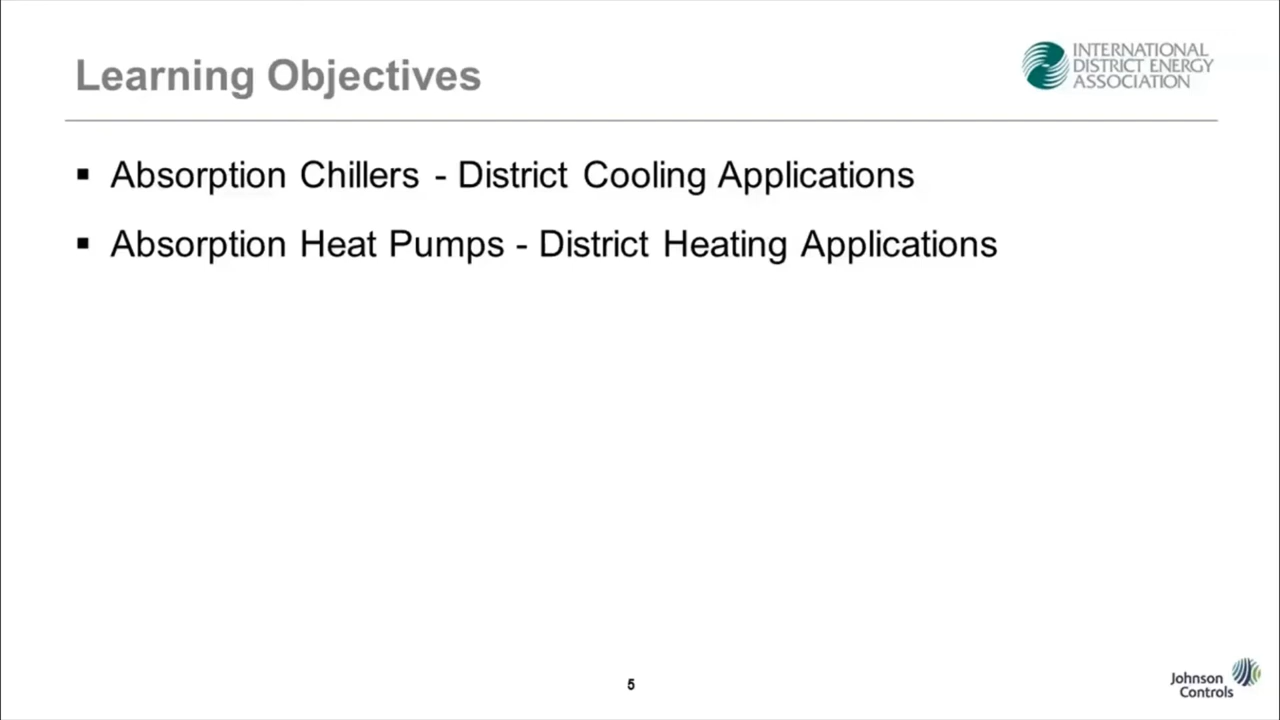 Learning Objectives
INTERNATIONAL
DISTRICT ENERGY
ASSOCIATION
▪ Absorption Chillers - District Cooling Applications
▪ Absorption Heat Pumps - District Heating Applications
5
Johnson
Controls